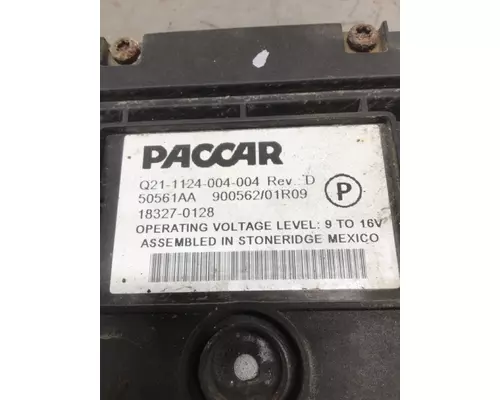 PACCAR
Q21-1124-004-004 Rev.: D
50561AA 900562/01R09
P
18327-0128
OPERATING VOLTAGE LEVEL: 9 TO 16V
ASSEMBLED IN STONERIDGE MEXICO